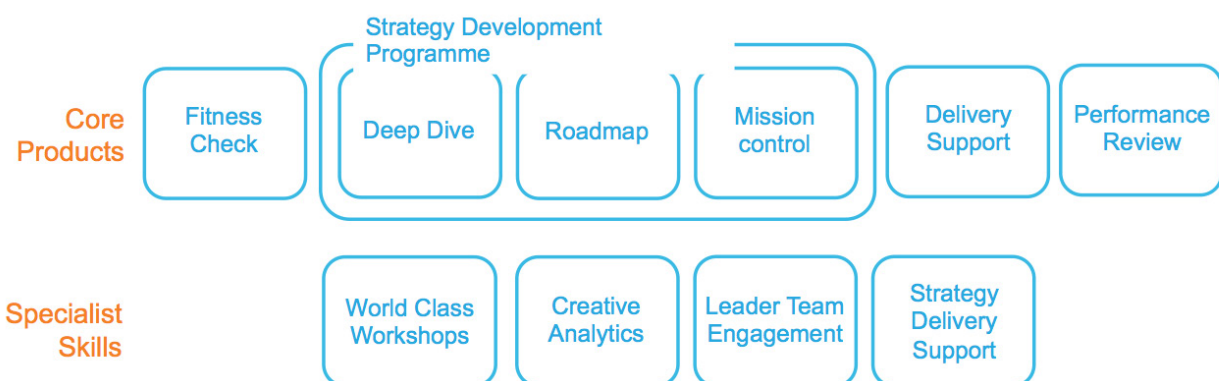 Strategy Development
Programme
Core
Products
Fitness
Check
Deep Dive
Roadmap
Mission
control
Delivery
Support
Performance
Review
Specialist
Skills
World Class
Workshops
Creative
Analytics
Leader Team
Engagement
Strategy
Delivery
Support